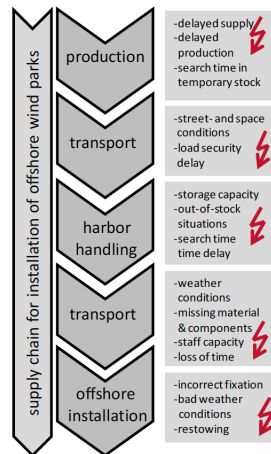 supply chain for installation of offshore wind parks
production
-delayed supply
-delayed
production
-search time in
temporary stock
transport
-street- and space
conditions
-load security
delay
harbor
handling
-storage capacity
-out-of-stock
situations
-search time
time delay
transport
-weather
conditions
-missing material
& components
-staff capacity
-loss of time
offshore
installation
-incorrect fixation
-bad weather
conditions
-restowing